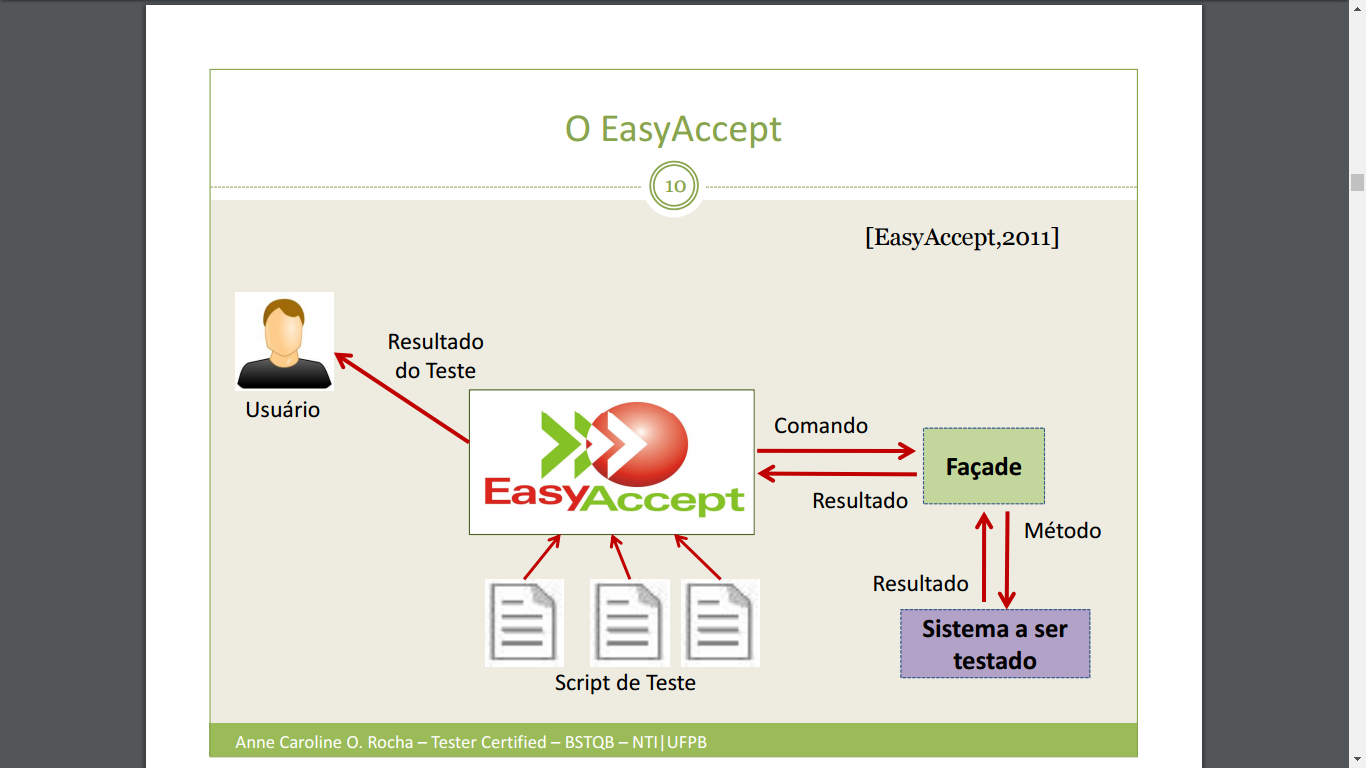 O EasyAccept
10
[EasyAccept,2011]
Resultado
do Teste
Usuário
EasyAccept
Comando
Resultado
Façade
Método
Resultado
Sistema a ser
testado
Script de Teste
Anne Caroline O. Rocha – Tester Certified – BSTQB – NTI|UFPB